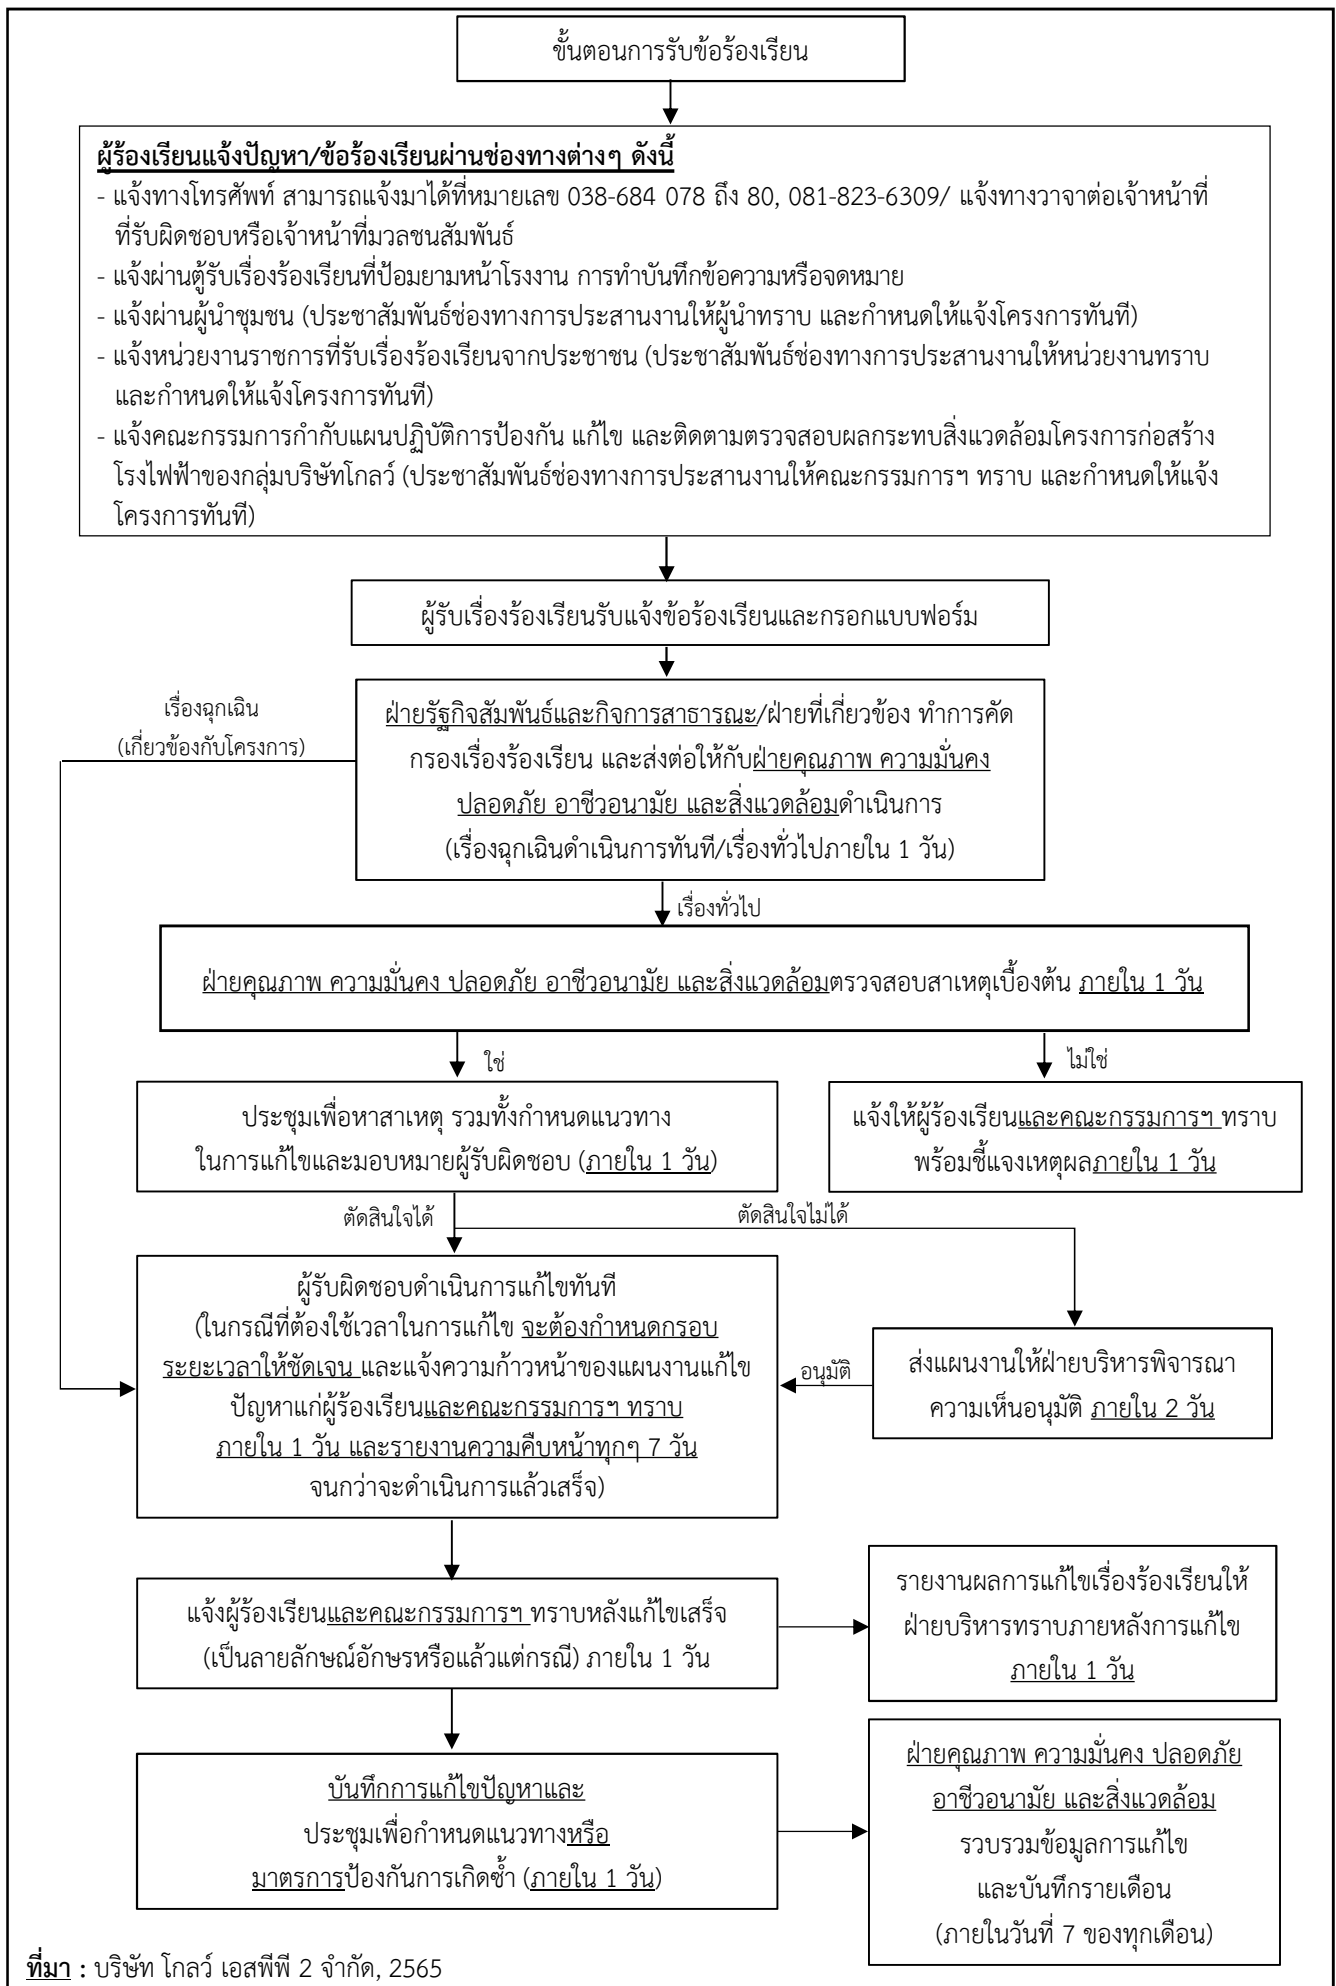 ขั้นตอนการรับข้อร้องเรียน
ผู้ร้องเรียนแจ้งปัญหา/ข้อร้องเรียนผ่านช่องทางต่างๆ ดังนี้
- แจ้งทางโทรศัพท์ สามารถแจ้งมาได้ที่หมายเลข 038-684 078 ถึง 80, 081-823-6309/ แจ้งทางวาจาต่อเจ้าหน้าที่
ที่รับผิดชอบหรือเจ้าหน้าที่มวลชนสัมพันธ์
- แจ้งผ่านตู้รับเรื่องร้องเรียนที่ป้อมยามหน้าโรงงาน การทำบันทึกข้อความหรือจดหมาย
- แจ้งผ่านผู้นำชุมชน (ประชาสัมพันธ์ช่องทางการประสานงานให้ผู้นำทราบ และกำหนดให้แจ้งโครงการทันที)
- แจ้งหน่วยงานราชการที่รับเรื่องร้องเรียนจากประชาชน (ประชาสัมพันธ์ช่องทางการประสานงานให้หน่วยงานทราบ
และกำหนดให้แจ้งโครงการทันที)
- แจ้งคณะกรรมการกำกับแผนปฏิบัติการป้องกัน แก้ไข และติดตามตรวจสอบผลกระทบสิ่งแวดล้อมโครงการก่อสร้าง
โรงไฟฟ้าของกลุ่มบริษัทโกลว์ (ประชาสัมพันธ์ช่องทางการประสานงานให้คณะกรรมการฯ ทราบ และกำหนดให้แจ้ง
โครงการทันที)
ผู้รับเรื่องร้องเรียนรับแจ้งข้อร้องเรียนและกรอกแบบฟอร์ม
เรื่องฉุกเฉิน
(เกี่ยวข้องกับโครงการ)
ฝ่ายรัฐกิจสัมพันธ์และกิจการสาธารณะ/ฝ่ายที่เกี่ยวข้อง ทำการคัด
กรองเรื่องร้องเรียน และส่งต่อให้กับฝ่ายคุณภาพ ความมั่นคง
ปลอดภัย อาชีวอนามัย และสิ่งแวดล้อมดำเนินการ
(เรื่องฉุกเฉินดำเนินการทันที/เรื่องทั่วไปภายใน 1 วัน)
เรื่องทั่วไป
ฝ่ายคุณภาพ ความมั่นคง ปลอดภัย อาชีวอนามัย และสิ่งแวดล้อมตรวจสอบสาเหตุเบื้องต้น ภายใน 1 วัน
ใช่
ไม่ใช่
ประชุมเพื่อหาสาเหตุ รวมทั้งกำหนดแนวทาง
ในการแก้ไขและมอบหมายผู้รับผิดชอบ (ภายใน 1 วัน)
แจ้งให้ผู้ร้องเรียนและคณะกรรมการฯ ทราบ
พร้อมชี้แจงเหตุผลภายใน 1 วัน
ตัดสินใจได้
ตัดสินใจไม่ได้
ผู้รับผิดชอบดำเนินการแก้ไขทันที
(ในกรณีที่ต้องใช้เวลาในการแก้ไข จะต้องกำหนดกรอบ
ระยะเวลาให้ชัดเจน และแจ้งความก้าวหน้าของแผนงานแก้ไข
ปัญหาแก่ผู้ร้องเรียนและคณะกรรมการฯ ทราบ
ภายใน 1 วัน และรายงานความคืบหน้าทุกๆ 7 วัน
จนกว่าจะดำเนินการแล้วเสร็จ)
อนุมัติ
ส่งแผนงานให้ฝ่ายบริหารพิจารณา
ความเห็นอนุมัติ ภายใน 2 วัน
แจ้งผู้ร้องเรียนและคณะกรรมการฯ ทราบหลังแก้ไขเสร็จ
(เป็นลายลักษณ์อักษรหรือแล้วแต่กรณี) ภายใน 1 วัน
รายงานผลการแก้ไขเรื่องร้องเรียนให้
ฝ่ายบริหารทราบภายหลังการแก้ไข
ภายใน 1 วัน
บันทึกการแก้ไขปัญหาและ
ประชุมเพื่อกำหนดแนวทางหรือ
มาตรการป้องกันการเกิดซ้ำ (ภายใน 1 วัน)
ฝ่ายคุณภาพ ความมั่นคง ปลอดภัย
อาชีวอนามัย และสิ่งแวดล้อม
รวบรวมข้อมูลการแก้ไข
และบันทึกรายเดือน
(ภายในวันที่ 7 ของทุกเดือน)
ที่มา : บริษัท โกลว์ เอสพีพี 2 จำกัด, 2565